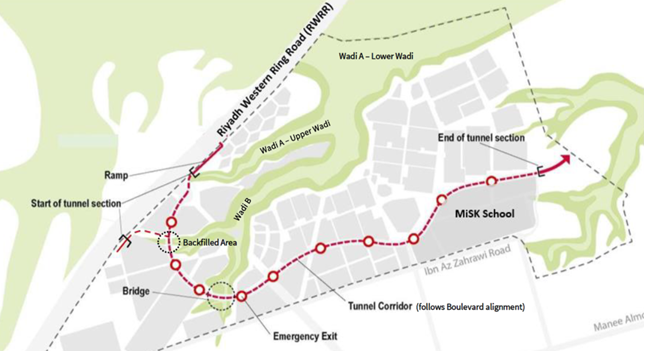 Riyadh Western Ring Road (RWRR)
Wadi A – Lower Wadi
Wadi A – Upper Wadi
End of tunnel section
Ramp
Start of tunnel section
Wadi B
MiSK School
Backfilled Area
Ibn Az Zahrawi Road
Bridge
Tunnel Corridor (follows Boulevard alignment)
Emergency Exit
Manee